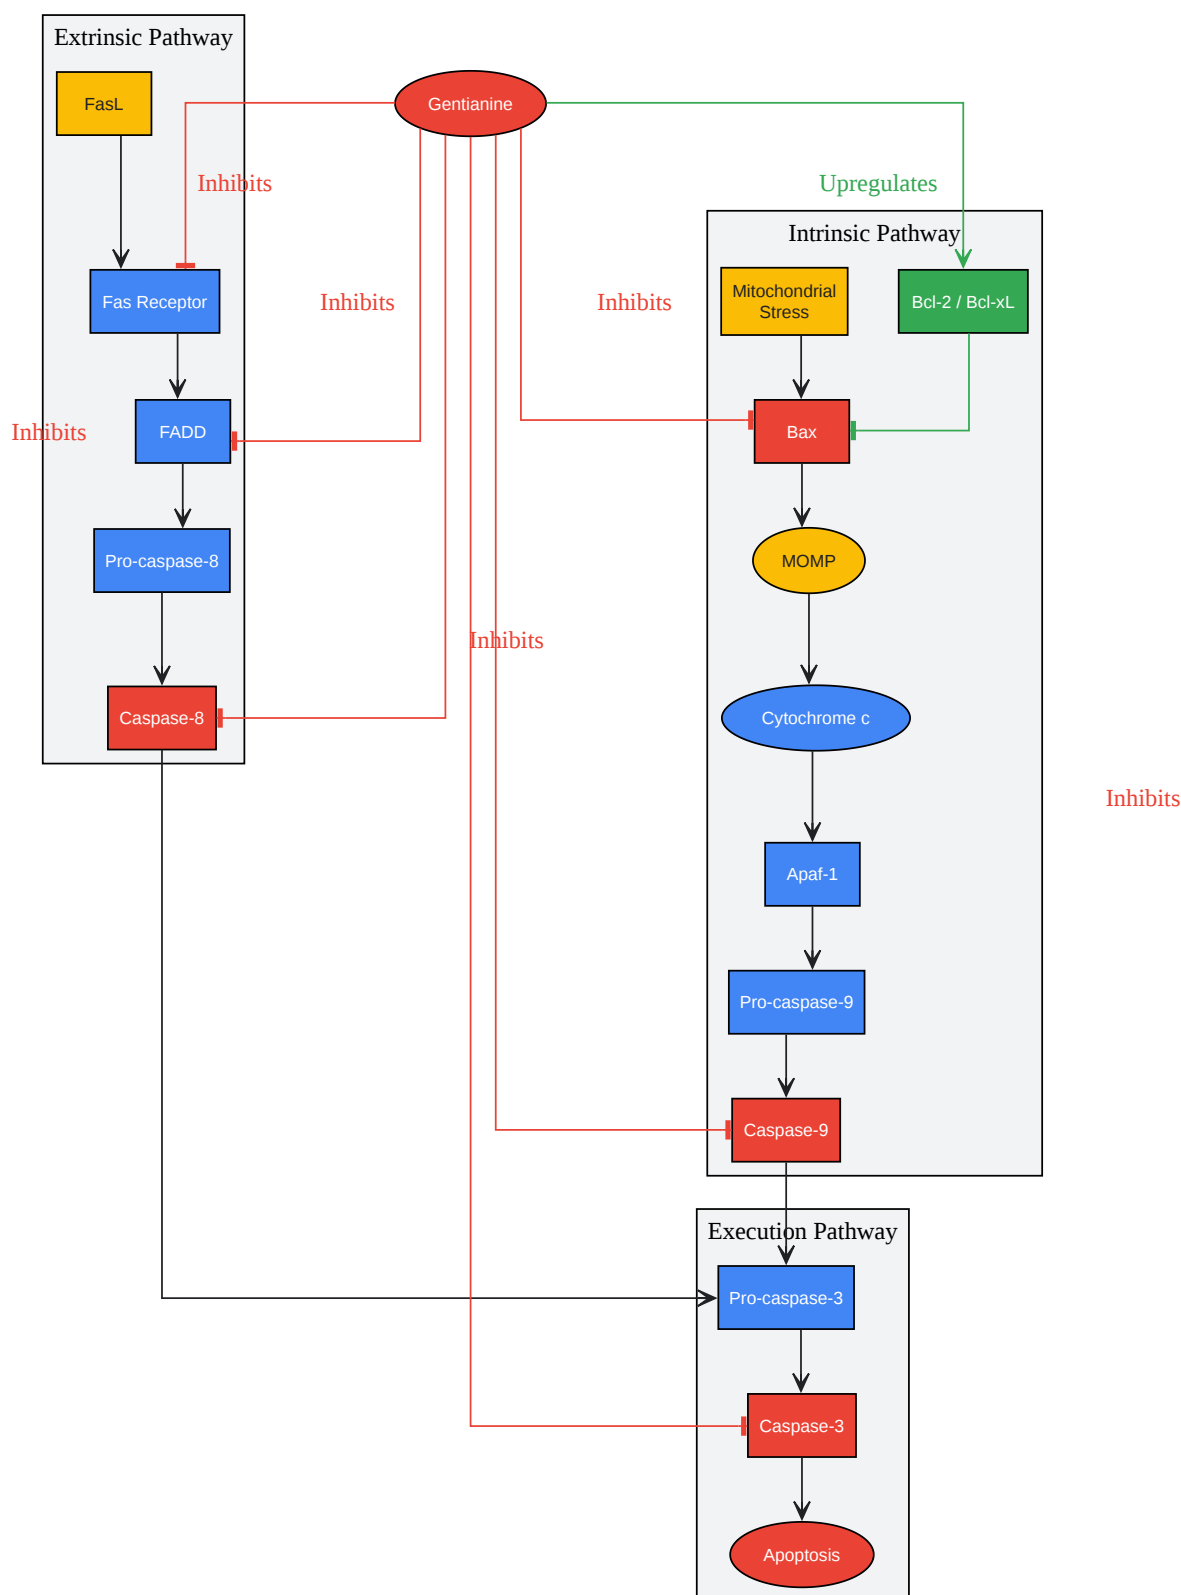 Extrinsic Pathway
FasL
Gentianine
Inhibits
Upregulates
Intrinsic Pathway
Fas Receptor
Inhibits
Inhibits
Mitochondrial
Stress
Bcl-2 / Bcl-xL
Inhibits
FADD
Bax
Pro-caspase-8
MOMP
Inhibits
Caspase-8
Cytochrome c
Inhibits
Apaf-1
Pro-caspase-9
Caspase-9
Execution Pathway
Pro-caspase-3
Caspase-3
Apoptosis